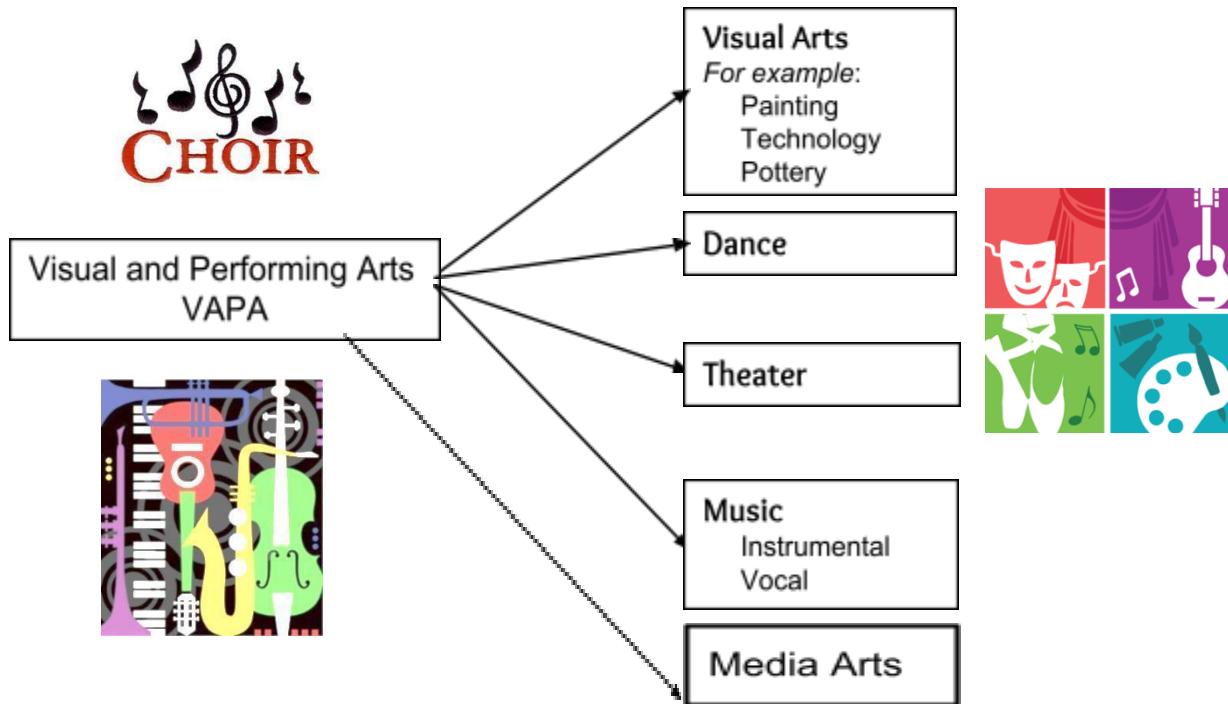 CHOIR
Visual and Performing Arts
VAPA
Visual Arts
For example:
Painting
Technology
Pottery
Dance
Theater
Music
Instrumental
Vocal
Media Arts